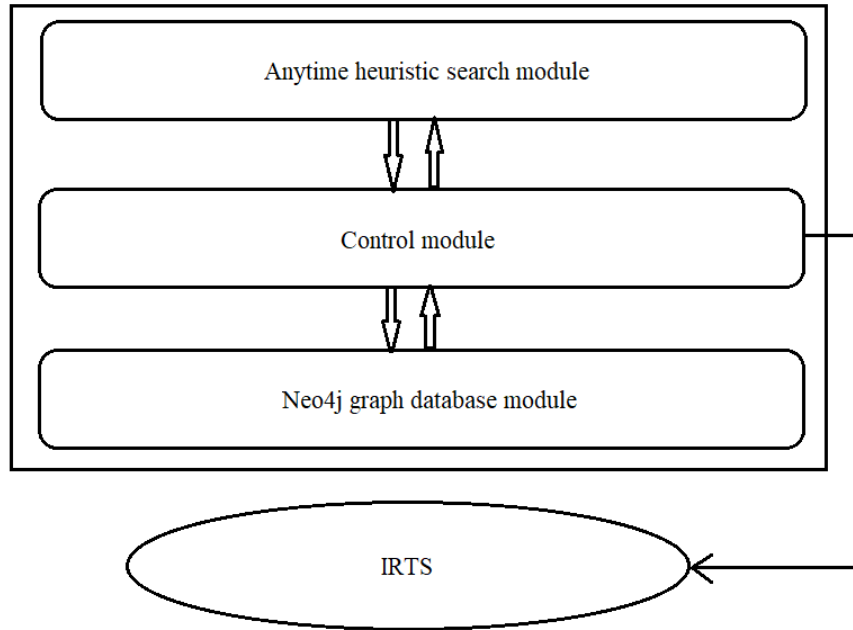 Anytime heuristic search module
Control module
Neo4j graph database module
IRTS